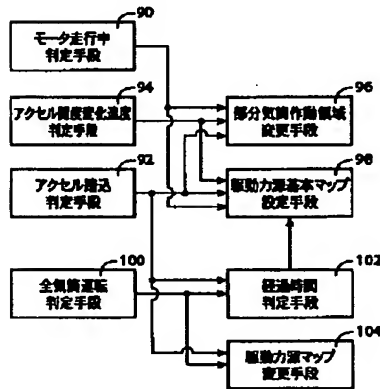 90
モータ走行中
判定手段
94
アクセル開度変化速度
判定手段
96
部分気筒作動領域
変更手段
92
アクセル踏込
判定手段
98
駆動力源基本マップ
設定手段
100
全気筒運転
判定手段
102
経過時間
判定手段
104
駆動力源マップ
変更手段